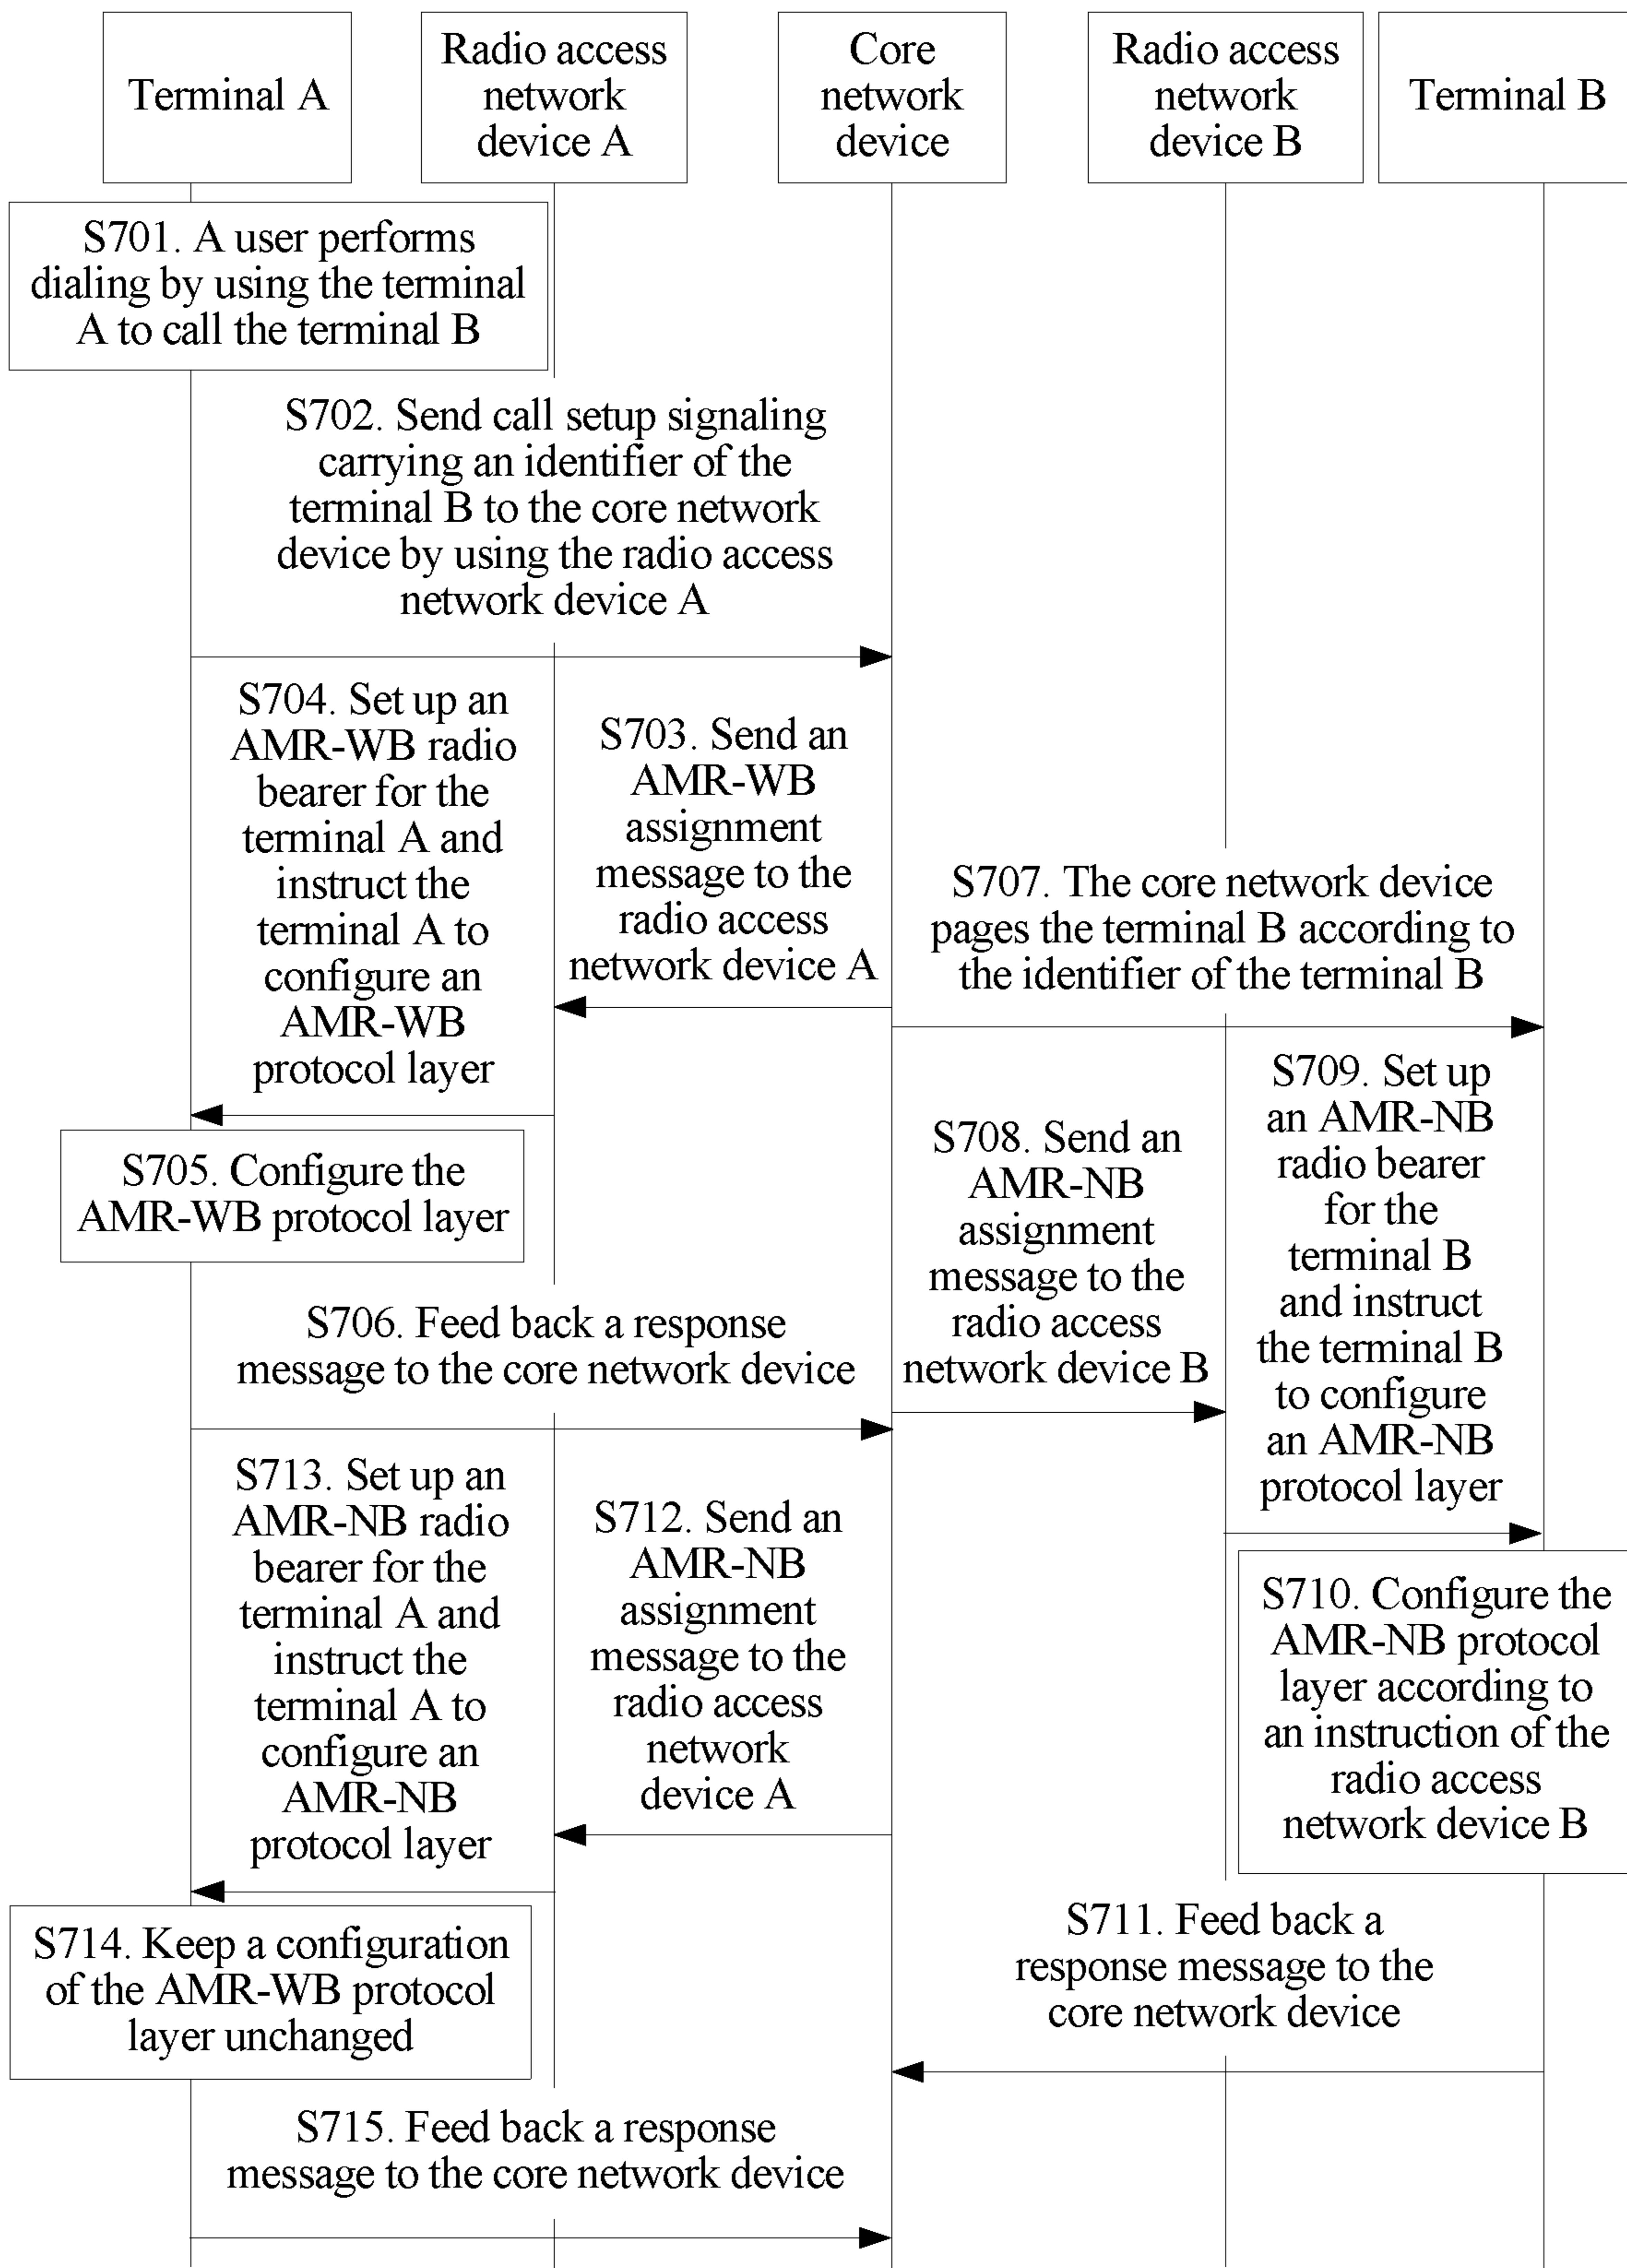 Terminal A
Radio access
network
device A
Core
network
device
Radio access
network
device B
Terminal B
S701. A user performs
dialing by using the terminal
A to call the terminal B
S702. Send call setup signaling
carrying an identifier of the
terminal B to the core network
device by using the radio access
network device A
S704. Set up an
AMR-WB radio
bearer for the
terminal A and
instruct the
terminal A to
configure an
AMR-WB
protocol layer
S703. Send an
AMR-WB
assignment
message to the
radio access
network device A
S707. The core network device
pages the terminal B according to
the identifier of the terminal B
S705. Configure the
AMR-WB protocol layer
S708. Send an
AMR-NB
assignment
message to the
radio access
network device B
S709. Set up
an AMR-NB
radio bearer
for the
terminal B
and instruct
the terminal B
to configure
an AMR-NB
protocol layer
S706. Feed back a response
message to the core network device
S713. Set up an
AMR-NB radio
bearer for the
terminal A and
instruct the
terminal A to
configure an
AMR-NB
protocol layer
S712. Send an
AMR-NB
assignment
message to the
radio access
network
device A
S710. Configure the
AMR-NB protocol
layer according to
an instruction of the
radio access
network device B
S714. Keep a configuration
of the AMR-WB protocol
layer unchanged
S711. Feed back a
response message to the
core network device
S715. Feed back a response
message to the core network device